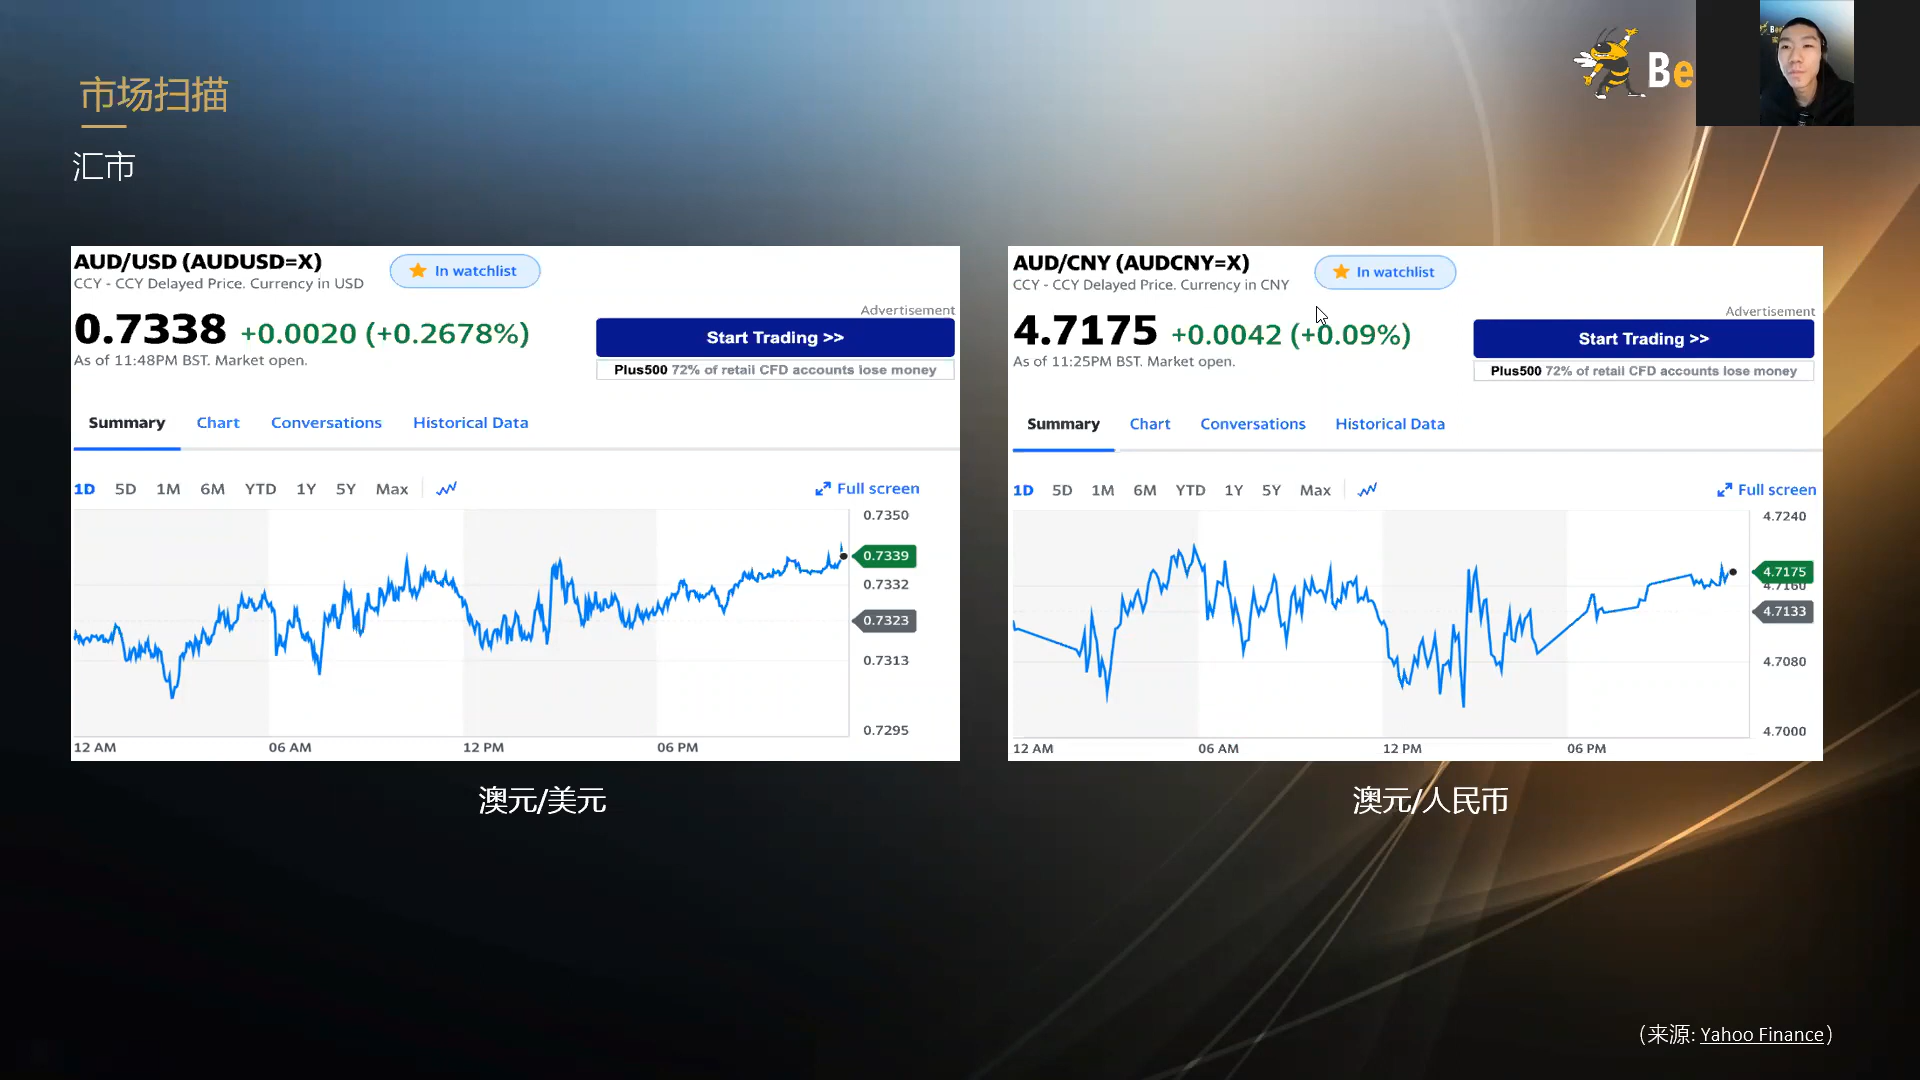 市场扫描
Be
汇市
AUD/USD (AUDUSD=X)
In watchlist
CCY - CCY Delayed Price. Currency in USD
Advertisement
0.7338 +0.0020 (+0.2678%)
Start Trading >>
As of 11:48PM BST. Market open.
Plus500 72% of retail CFD accounts lose money
Summary Chart Conversations Historical Data
1D 5D 1M 6M YTD 1Y 5Y Max
Full screen
0.7350
0.7339
0.7332
0.7323
0.7313
0.7295
12 AM 06 AM 12 PM 06 PM
澳元/美元
AUD/CNY (AUDCNY=X)
In watchlist
CCY - CCY Delayed Price. Currency in CNY
Advertisement
4.7175 +0.0042 (+0.09%)
Start Trading >>
As of 11:25PM BST. Market open.
Plus500 72% of retail CFD accounts lose money
Summary Chart Conversations Historical Data
1D 5D 1M 6M YTD 1Y 5Y Max
Full screen
4.7240
4.7175
4.7160
4.7133
4.7080
4.7000
12 AM 06 AM 12 PM 06 PM
澳元/人民币
(来源: Yahoo Finance)